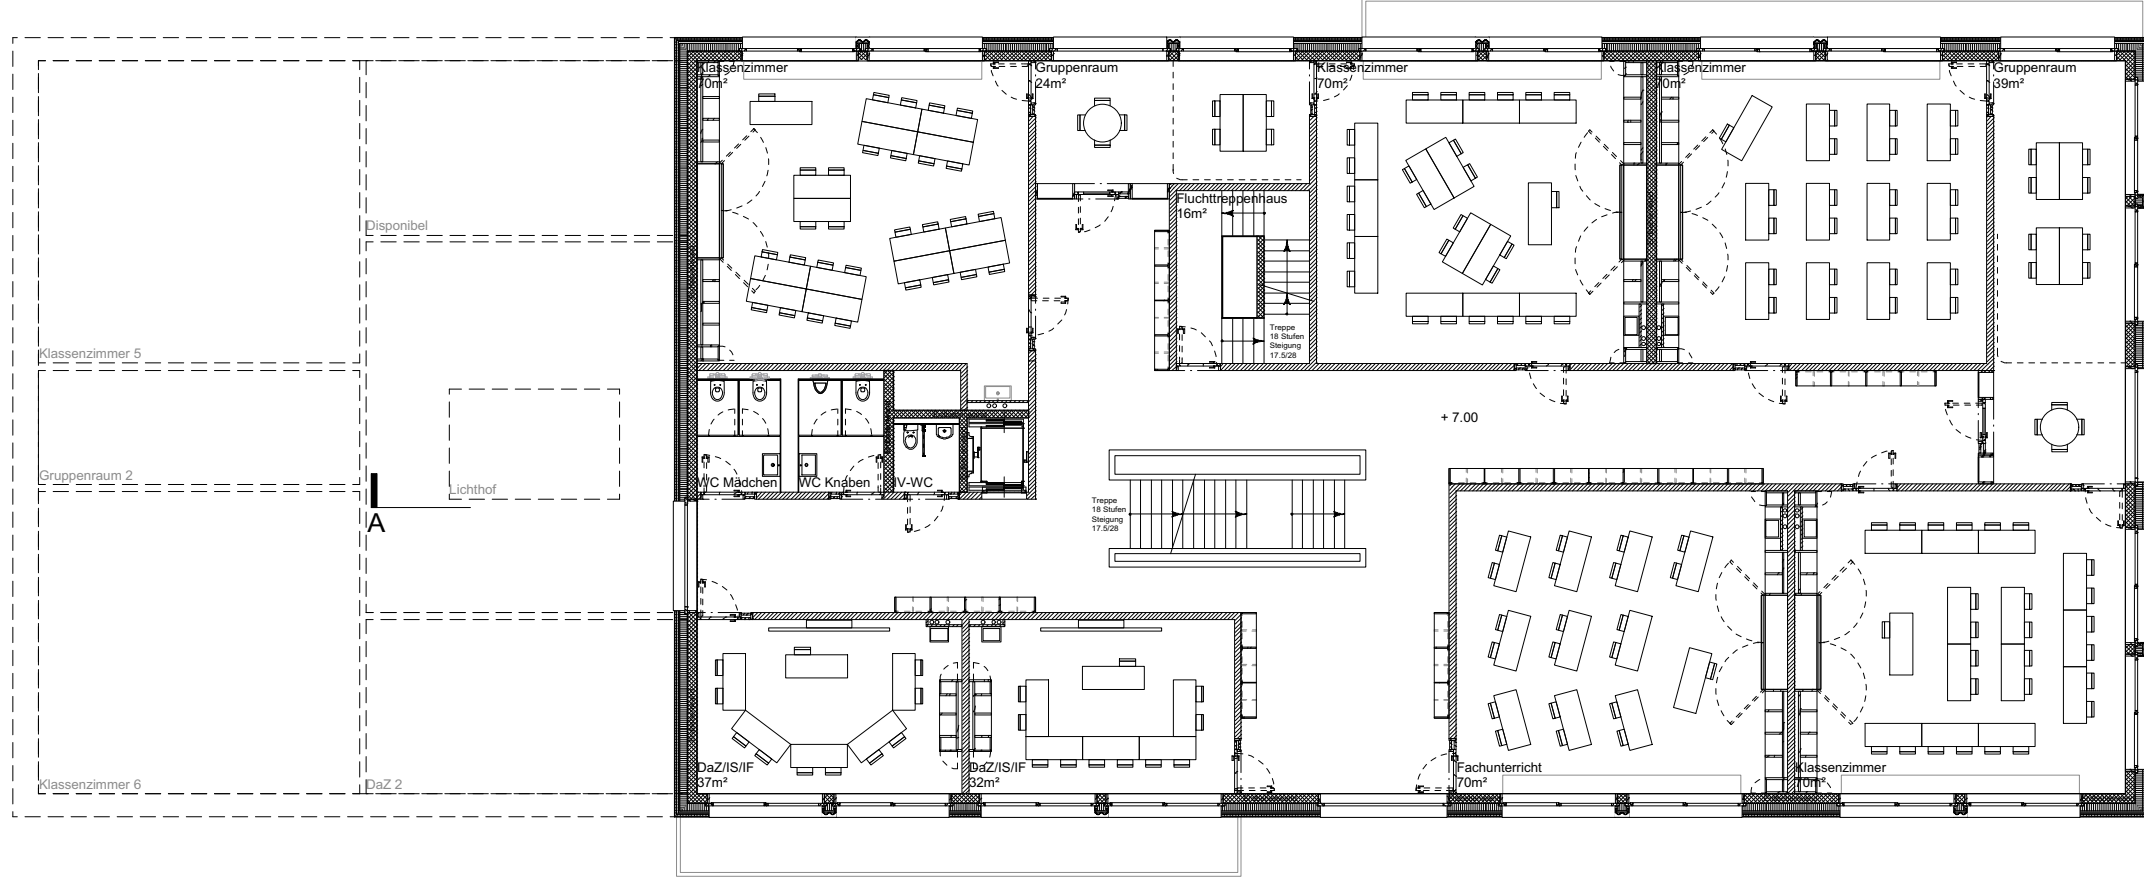 Klassenzimmer
70m²
Gruppenraum
24m²
Klassenzimmer
70m²
Klassenzimmer
70m²
Gruppenraum
39m²
Fluchttreppenhaus
16m²
Disponibel
Treppe
18 Stufen
Steigung
17.5/28
Klassenzimmer 5
+ 7.00
Gruppenraum 2
Lichthof
WC Mädchen
WC Knaben
IV-WC
A
Treppe
18 Stufen
Steigung
17.5/28
Klassenzimmer 6
DaZ 2
DaZ/IS/IF
37m²
DaZ/IS/IF
32m²
Fachunterricht
70m²
Klassenzimmer
70m²